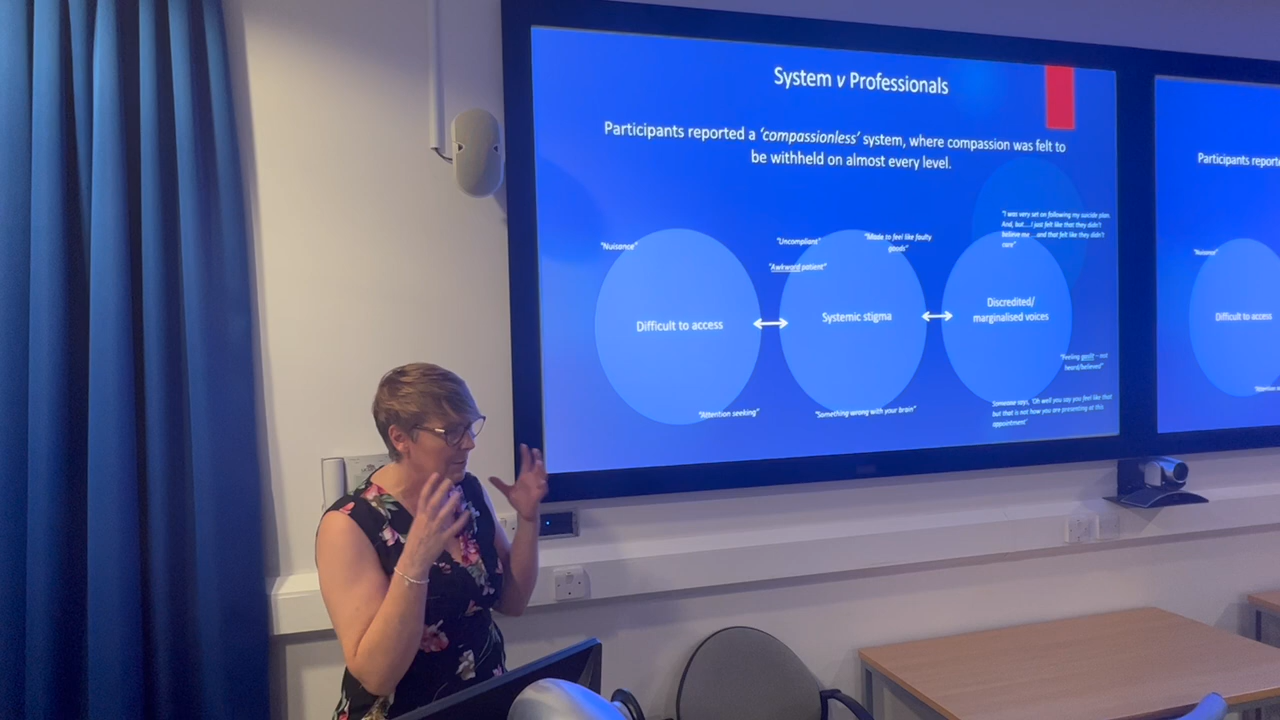 System v Professionals
Participants reported a ‘compassionless’ system, where compassion was felt to
be withheld on almost every level.
"I was very set on following my suicide plan.
And, but.....I just felt like that they didn't
believe me ....and that felt like they didn't
care"
"Nuisance"
"Uncompliant"
"Made to feel like faulty
goods"
"Awkward patient"
Difficult to access
Systemic stigma
Discredited/
marginalised voices
"Feeling – not
heard/believed"
"Attention seeking"
"Something wrong with your brain"
Someone says, 'Oh well you say you feel like that
but that is not how you are presenting at this
appointment'
Participants reporte
"Nuisance"
Difficult to access
"Attention s